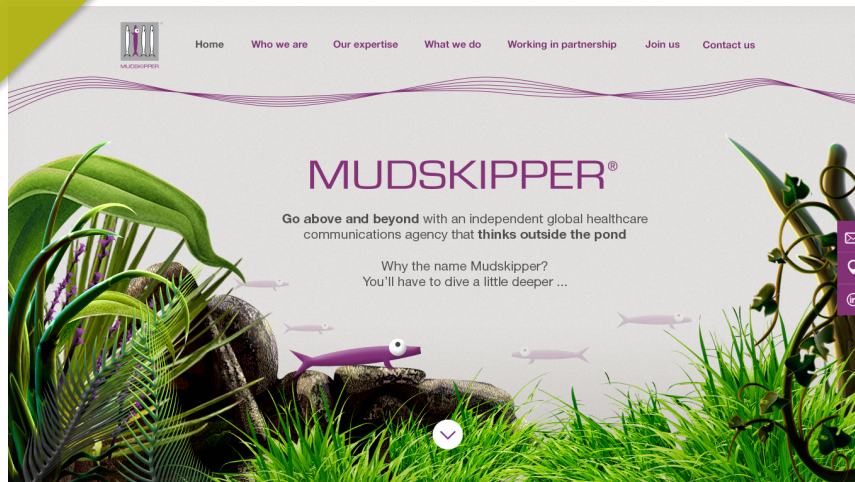 MUDSKIPPER
Home Who we are Our expertise What we do Working in partnership Join us Contact us
MUDSKIPPER®
Go above and beyond with an independent global healthcare
communications agency that thinks outside the pond
Why the name Mudskipper?
You'll have to dive a little deeper ...
in